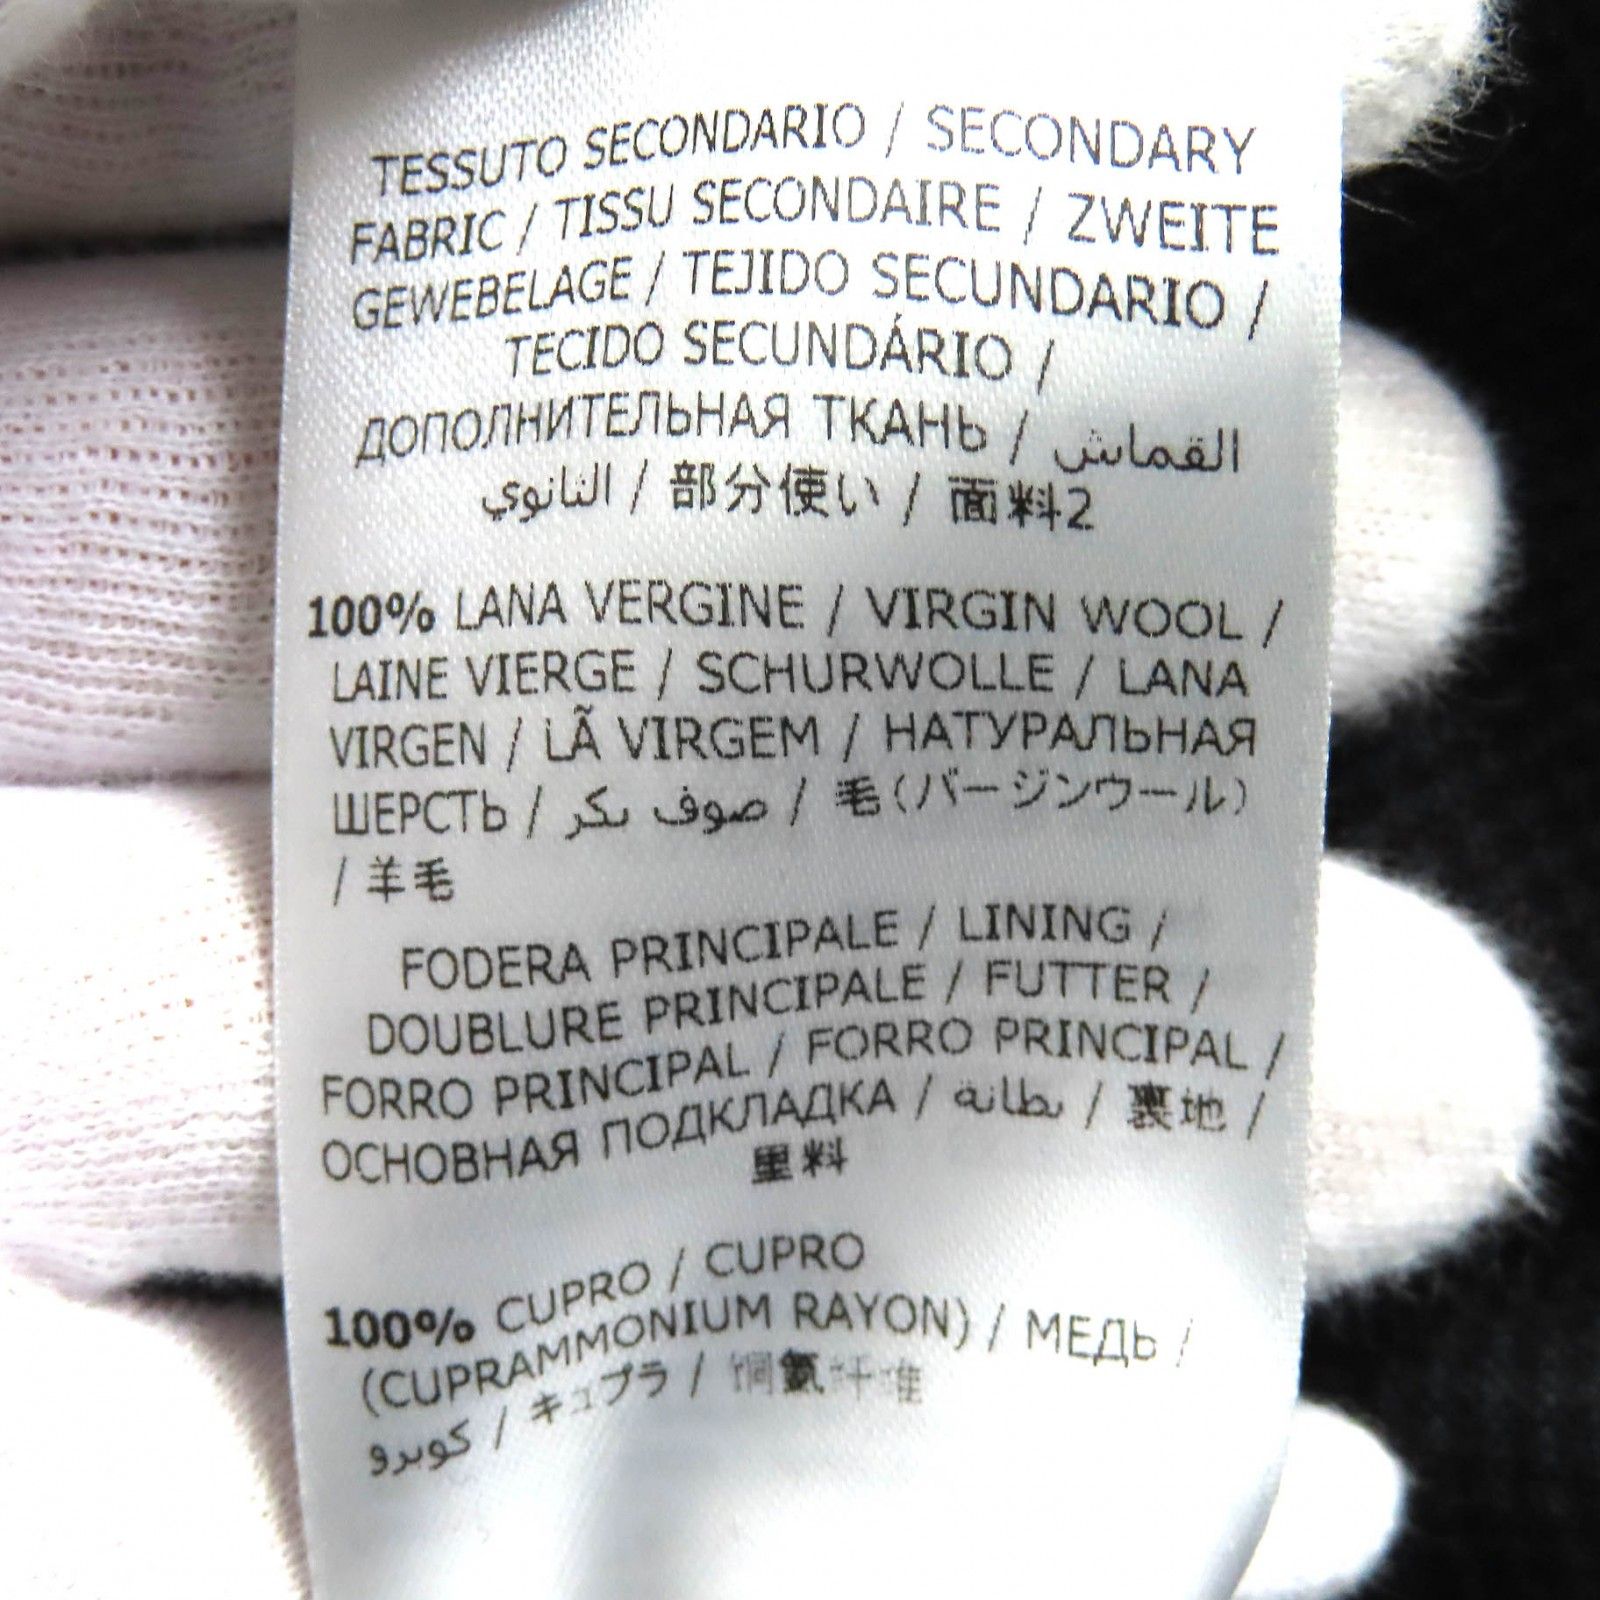 TESSUTO SECONDARIO / SECONDARY
FABRIC / TISSU SECONDAIRE / ZWEITE
GEWEBELAGE / TEJIDO SECUNDARIO /
TECIDO SECUNDÁRIO /
ДОПОЛНИТЕЛЬНАЯ ТКАНЬ / القماش
الثانوي / 部分使い / 面料2
100% LANA VERGINE / VIRGIN WOOL /
LAINE VIERGE / SCHURWOLLE / LANA
VIRGEN / LÃ VIRGEM / НАТУРАЛЬНАЯ
ШЕРСТЬ / صوف بكر / 毛(バージンウール)
/ 羊毛
FODERA PRINCIPALE / LINING /
DOUBLURE PRINCIPALE / FUTTER /
FORRO PRINCIPAL / FORRO PRINCIPAL /
ОСНОВНАЯ ПОДКЛАДКА / بطانة / 裏地 /
里料
100% CUPRO / CUPRO
(CUPRAMMONIUM RAYON) / МЕДЬ /
كوبرو / キュプラ / 铜氨纤维